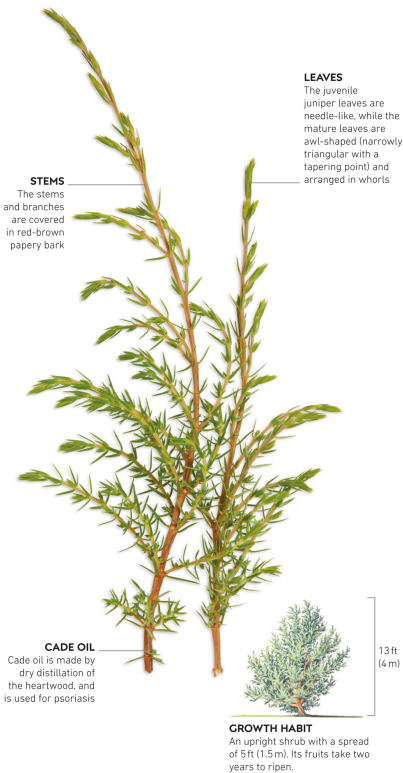 LEAVES
The juvenile
juniper leaves are
needle-like, while the
mature leaves are
awl-shaped (narrowly
triangular with a
tapering point) and
arranged in whorls
STEMS
The stems
and branches
are covered
in red-brown
papery bark
CADE OIL
Cade oil is made by
dry distillation of
the heartwood, and
is used for psoriasis
13 ft
(4 m)
GROWTH HABIT
An upright shrub with a spread
of 5 ft (1.5 m). Its fruits take two
years to ripen.